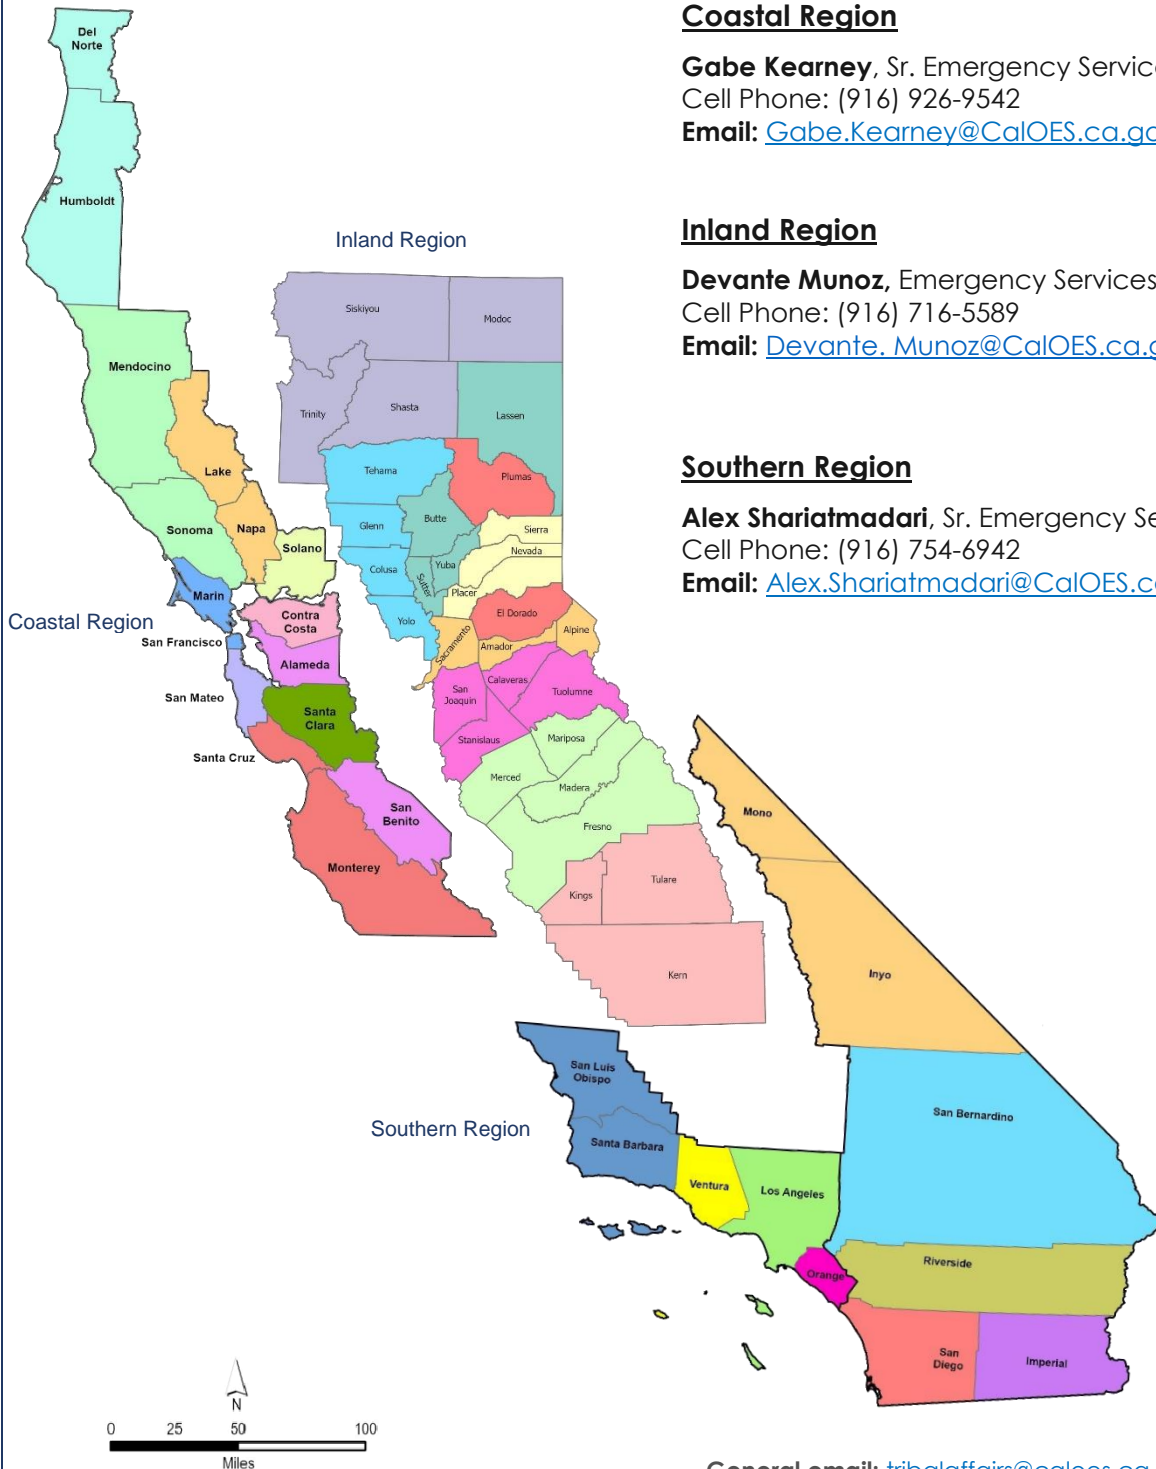 Coastal Region
Gabe Kearney, Sr. Emergency Servic
Cell Phone: (916) 926-9542
Email: Gabe.Kearney@CalOES.ca.go
Inland Region
Devante Munoz, Emergency Services
Cell Phone: (916) 716-5589
Email: Devante. Munoz@CalOES.ca.g
Southern Region
Alex Shariatmadari, Sr. Emergency Se
Cell Phone: (916) 754-6942
Email: Alex.Shariatmadari@CalOES.c
Del
Norte
Humboldt
Mendocino
Lake
Sonoma
Napa
Solano
Marin
Coastal Region
Contra
Costa
San Francisco
Alameda
San Mateo
Santa
Clara
Santa Cruz
San
Benito
Monterey
Inland Region
Siskiyou
Modoc
Trinity
Shasta
Lassen
Tehama
Plumas
Glenn
Butte
Sierra
Nevada
Colusa
Yuba
Sutter
Placer
Yolo
El Dorado
Sacramento
Amador
Alpine
San
Joaquin
Calaveras
Tuolumne
Stanislaus
Mariposa
Merced
Madera
Fresno
Kings
Tulare
Kern
Mono
Inyo
San Luis
Obispo
Southern Region
Santa Barbara
Ventura
Los Angeles
San Bernardino
Orange
Riverside
San
Diego
Imperial
N
0 25 50 100
Miles
General email: tribalaffairs@caloes.ca